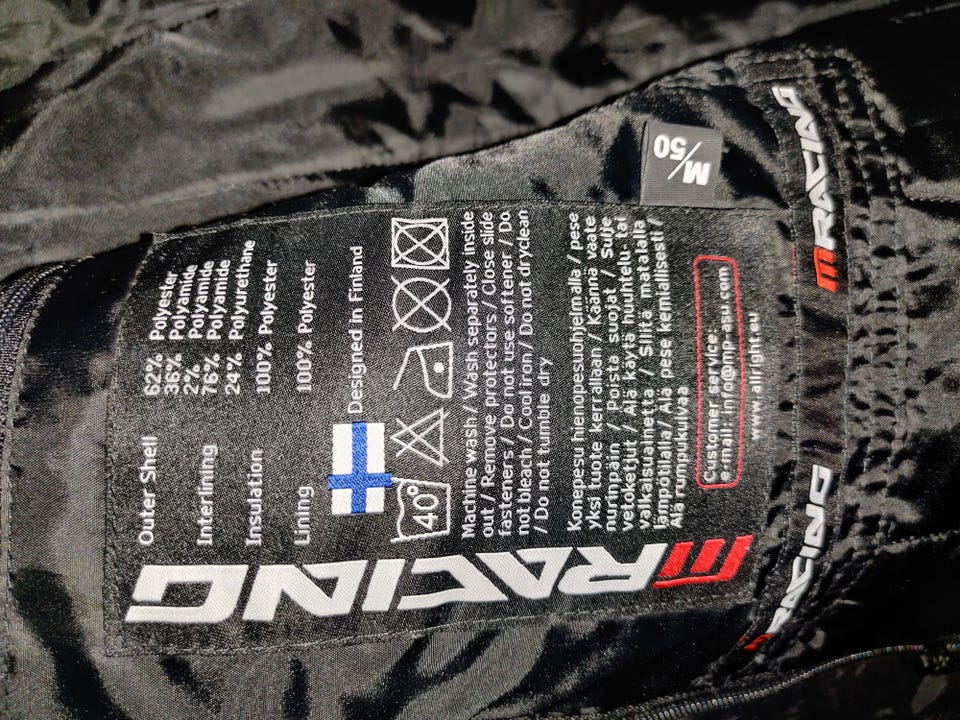 mRACING
Outer Shell 62% Polyester
36% Polyamide
2% Polyamide
Interlining 76% Polyamide
24% Polyurethane
Insulation 100% Polyester
Lining 100% Polyester
Designed in Finland
40°
Machine wash / Wash separately inside
out / Remove protectors / Close slide
fasteners / Do not use softener / Do
not bleach / Cool iron / Do not dryclean
/ Do not tumble dry
Konepesu hienopesuohjelmalla / pese
yksi tuote kerrallaan / Käännä vaate
nurinpäin / Poista suojat / Sulje
vetoketjut / Älä käytä huuhtelu- tai
valkaisuainetta / Silitä matalalla
lämpötilalla / Älä pese kemiallisesti /
Älä rumpukuivaa
Customer service:
e-mail: info@mp-asu.com
www.alright.eu
M/50
mRACING
RACING